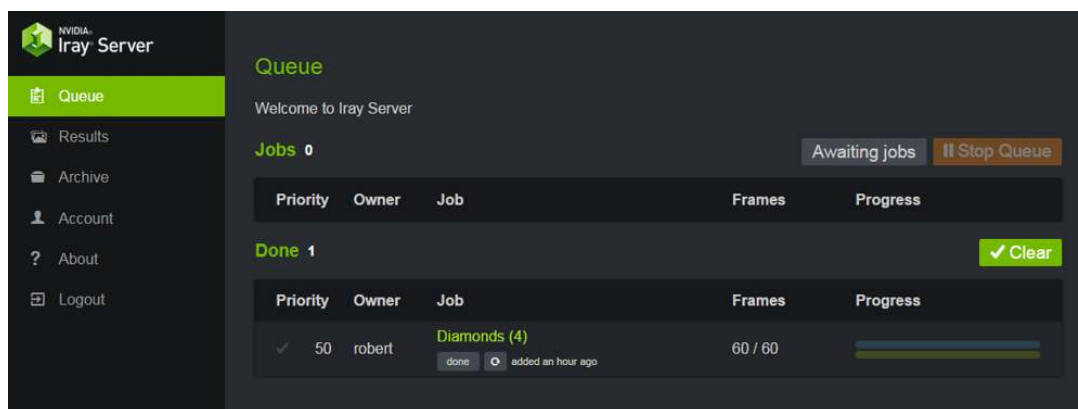 NVIDIA®
Iray® Server
Queue
Results
Archive
Account
About
Logout
Queue
Welcome to Iray Server
Jobs 0
Awaiting jobs
Stop Queue
Priority Owner Job Frames Progress
Done 1
Clear
Priority Owner Job Frames Progress
50 robert Diamonds (4) 60 / 60
done added an hour ago